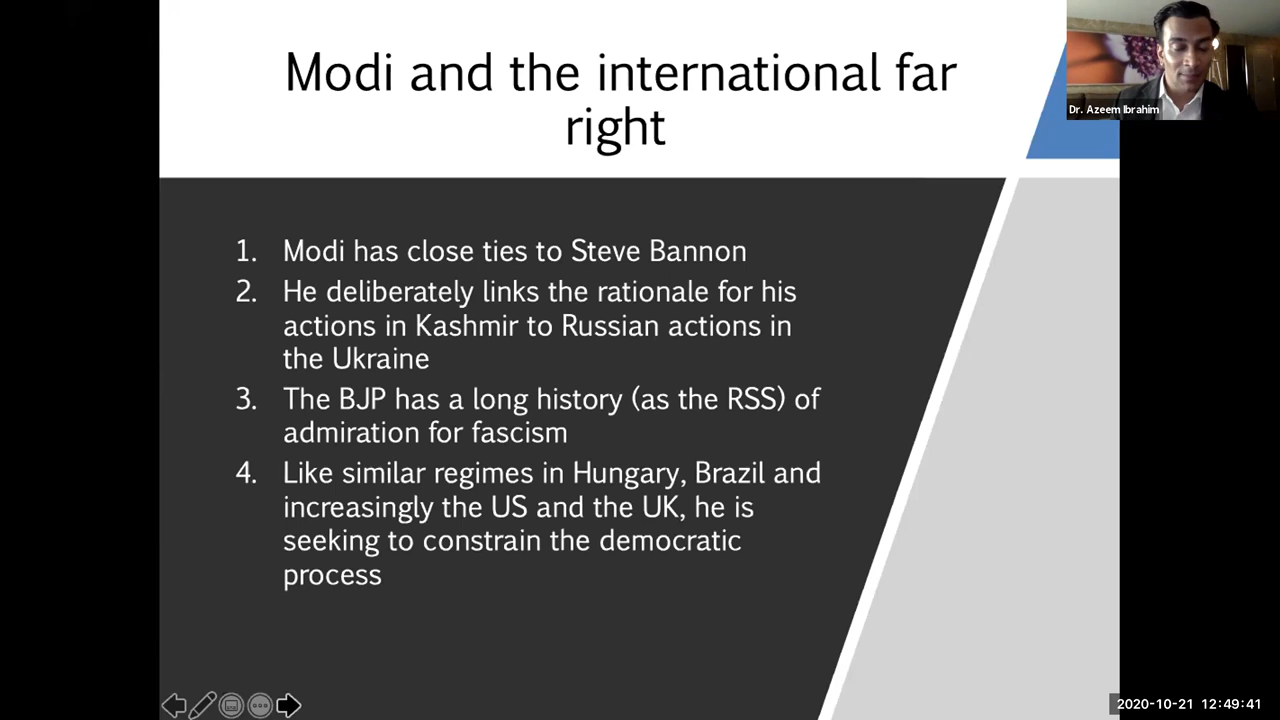 Modi and the international far
right
Dr. Azeem Ibrahim
1. Modi has close ties to Steve Bannon
2. He deliberately links the rationale for his
actions in Kashmir to Russian actions in
the Ukraine
3. The BJP has a long history (as the RSS) of
admiration for fascism
4. Like similar regimes in Hungary, Brazil and
increasingly the US and the UK, he is
seeking to constrain the democratic
process
2020-10-21 12:49:41